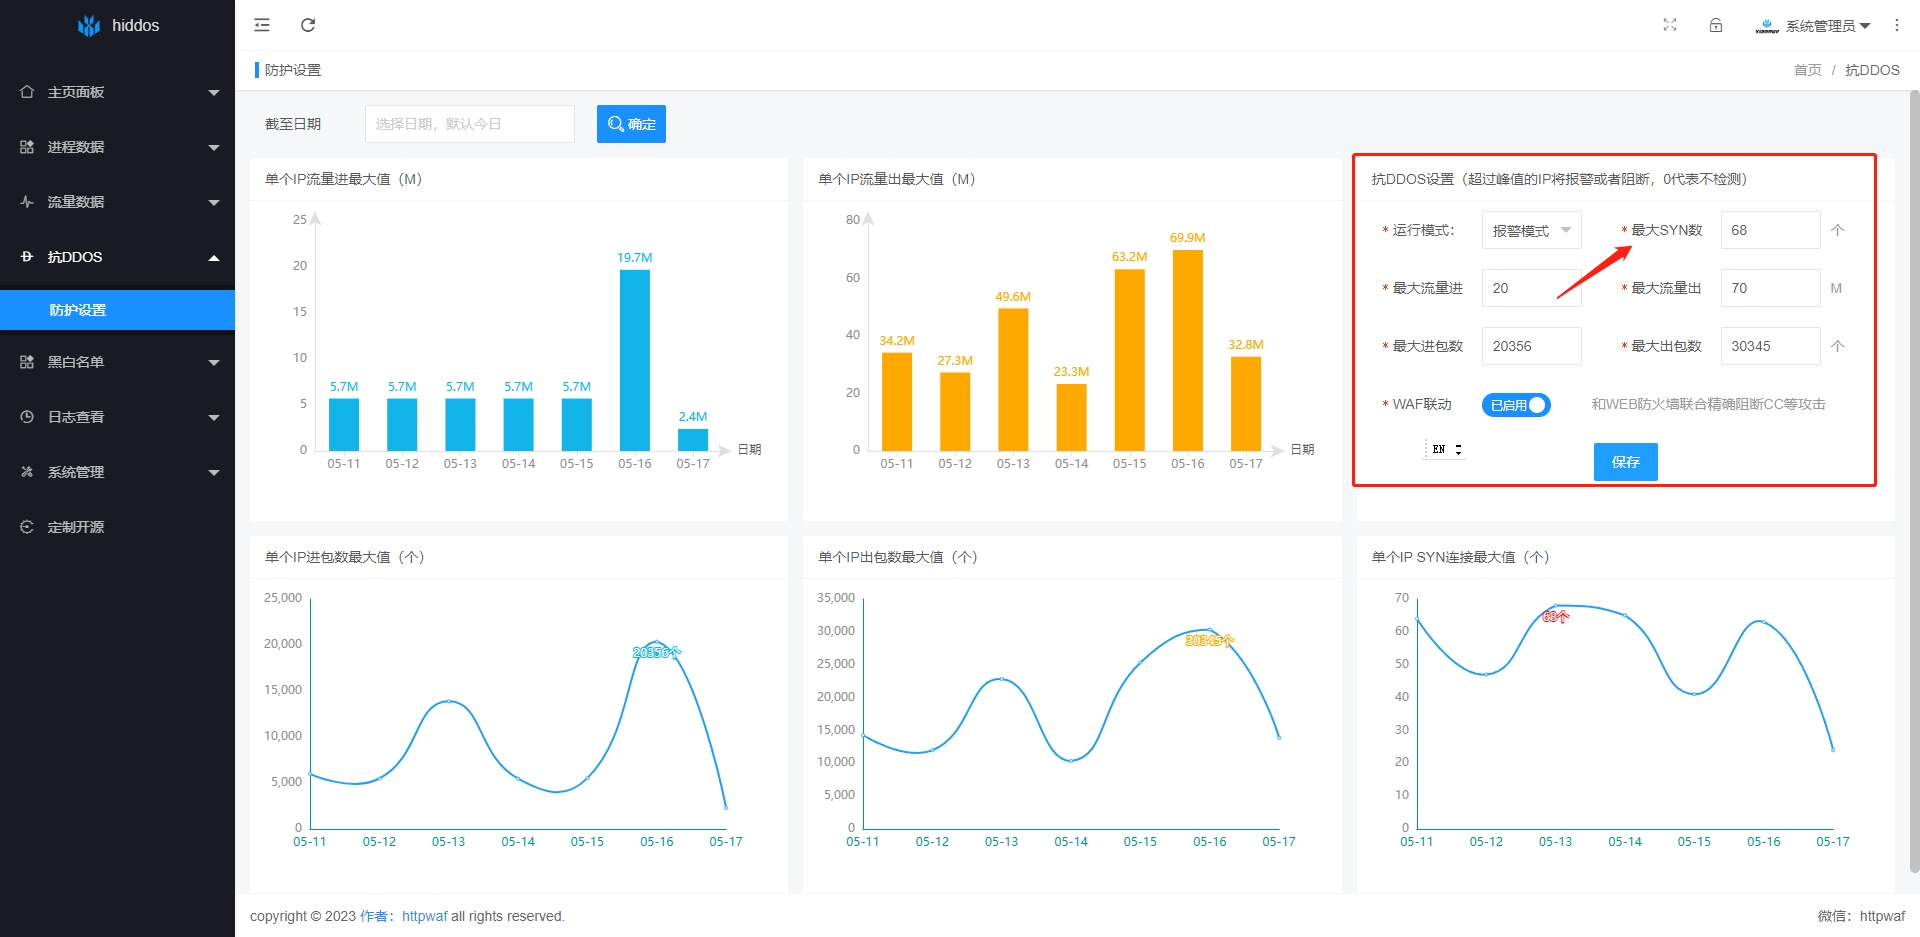 hiddos
系统管理员
主页面板
进程数据
流量数据
抗DDOS
防护设置
黑白名单
日志查看
系统管理
定制开源
防护设置
首页 / 抗DDOS
截至日期
选择日期，默认今日
确定
单个IP流量进最大值（M）
25
20
15
10
5
0
5.7M
5.7M
5.7M
5.7M
5.7M
19.7M
2.4M
日期
05-11 05-12 05-13 05-14 05-15 05-16 05-17
单个IP流量出最大值（M）
80
60
40
20
0
34.2M
27.3M
49.6M
23.3M
63.2M
69.9M
32.8M
日期
05-11 05-12 05-13 05-14 05-15 05-16 05-17
抗DDOS设置（超过峰值的IP将报警或者阻断，0代表不检测）
* 运行模式： 报警模式 * 最大SYN数 68 个
* 最大流量进 20 * 最大流量出 70 M
* 最大进包数 20356 * 最大出包数 30345 个
* WAF联动 已启用 和WEB防火墙联合精确阻断CC等攻击
EN
保存
单个IP进包数最大值（个）
25,000
20,000
15,000
10,000
5,000
0
20356个
05-11 05-12 05-13 05-14 05-15 05-16 05-17
单个IP出包数最大值（个）
35,000
30,000
25,000
20,000
15,000
10,000
5,000
0
30345个
05-11 05-12 05-13 05-14 05-15 05-16 05-17
单个IP SYN连接最大值（个）
70
60
50
40
30
20
10
0
68个
05-11 05-12 05-13 05-14 05-15 05-16 05-17
copyright © 2023 作者：httpwaf all rights reserved.
微信：httpwaf